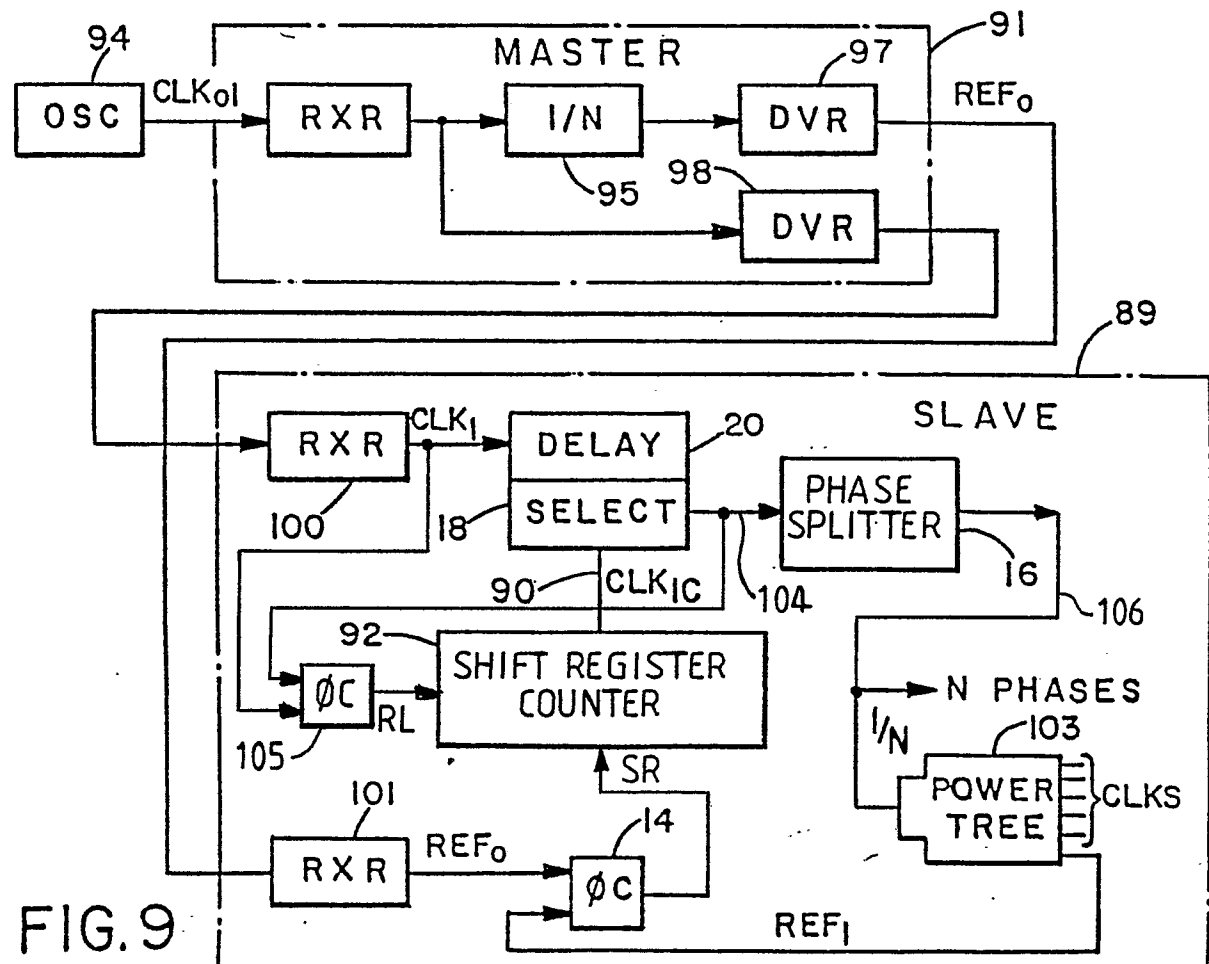 94
MASTER
97
91
CLK₀₁
REF₀
OSC
RXR
1/N
DVR
95
98
DVR
89
SLAVE
RXR
CLK₁
DELAY
20
100
18
SELECT
PHASE
SPLITTER
16
90
CLK₁C
104
106
92
SHIFT REGISTER
COUNTER
ØC
RL
105
N PHASES
1/N
103
POWER
TREE
CLKS
SR
101
14
RXR
REF₀
ØC
REF₁
FIG. 9